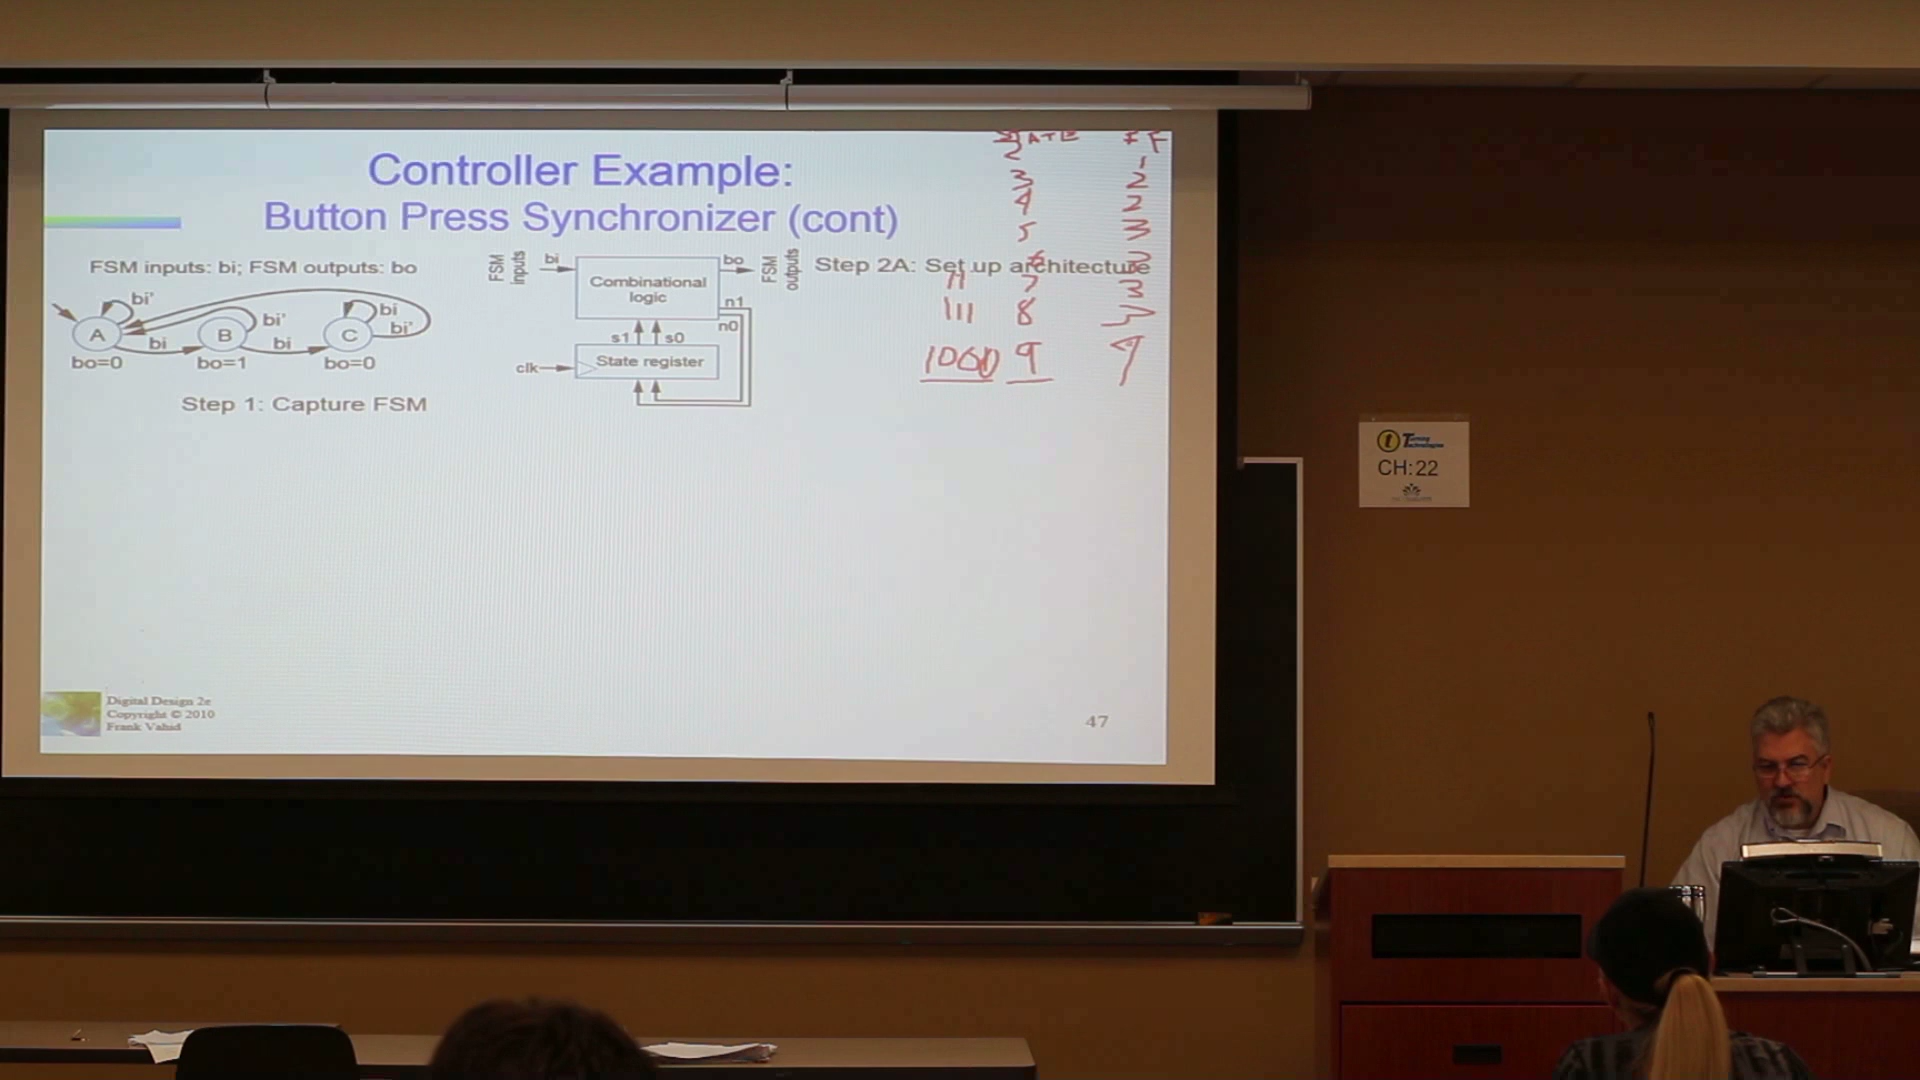 Controller Example:
Button Press Synchronizer (cont)
FSM inputs: bi; FSM outputs: bo
bi'
bi'
bi
bi'
A
B
C
bi
bi
bo=0
bo=1
bo=0
Step 1: Capture FSM
FSM
inputs
bi
Combinational
logic
bo
FSM
outputs
n1
n0
s1
s0
clk
State register
Step 2A: Set up architecture
STATE FF
2 1
3 2
4 2
5 3
6 3
11 7 3
111 8 3
1000 9 4
Digital Design 2e
Copyright © 2010
Frank Vahid
47
Turning
Technologies
CH:22